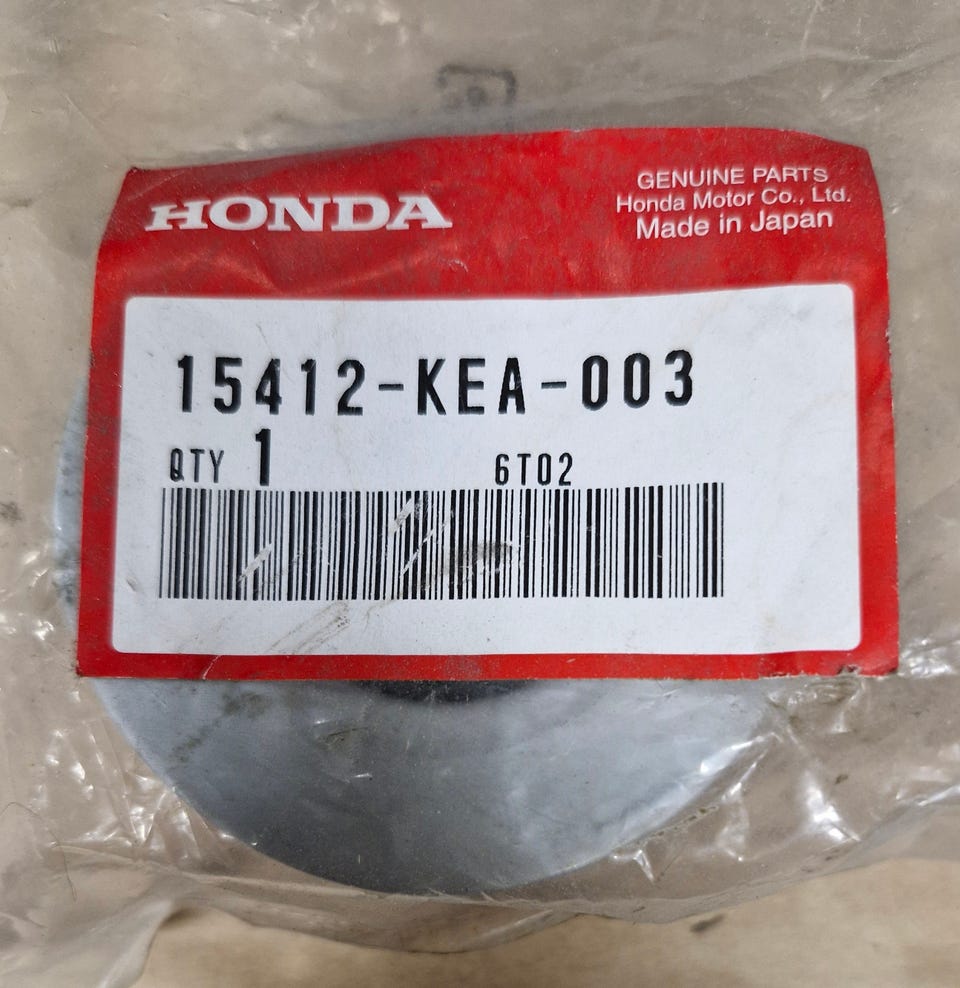 HONDA
GENUINE PARTS
Honda Motor Co., Ltd.
Made in Japan
15412-KEA-003
QTY 1 6T02